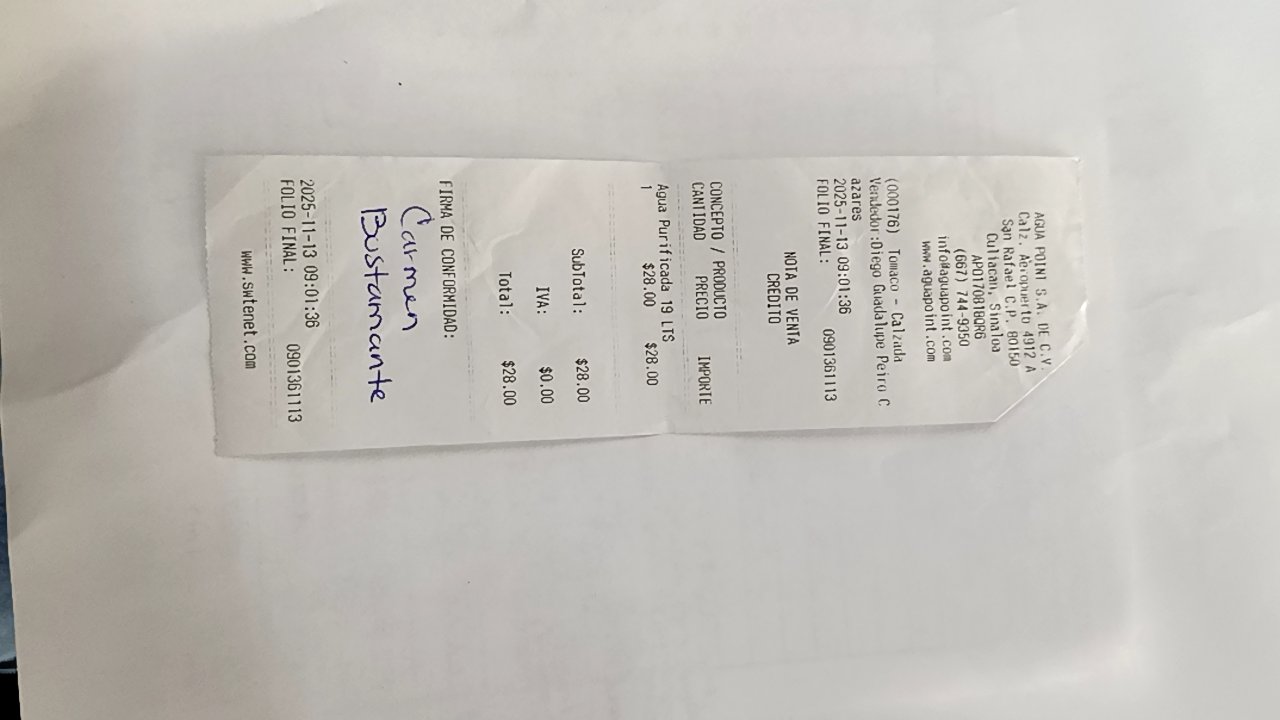 AGUA POINT S.A. DE C.V.
Calz. Aeropuerto 4912 A
San Rafael C.P. 80150
Culiacan, Sinaloa
APO170818QR6
(667) 744-9350
info@aguapoint.com
www.aguapoint.com
(000176) Tomaco - Calzada
Vendedor:Diego Guadalupe Peiro C
azares
2025-11-13 09:01:36
FOLIO FINAL: 0901361113
NOTA DE VENTA
CREDITO
CONCEPTO / PRODUCTO
CANTIDAD PRECIO IMPORTE
Agua Purificada 19 LTS
1 $28.00 $28.00
SubTotal: $28.00
IVA: $0.00
Total: $28.00
FIRMA DE CONFORMIDAD:
Carmen
Bustamante
2025-11-13 09:01:36
FOLIO FINAL: 0901361113
www.swtenet.com